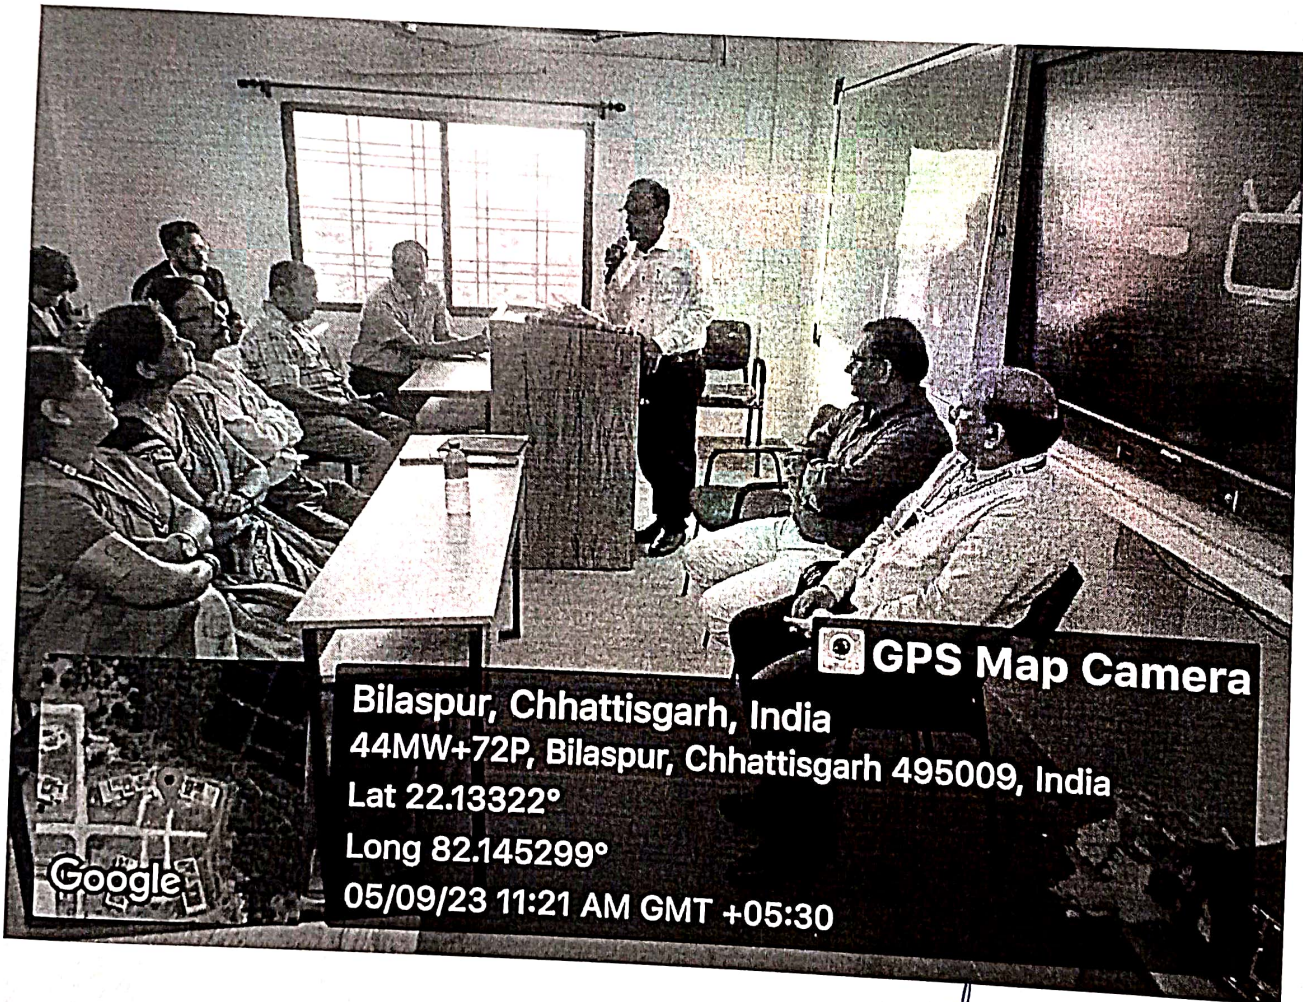 GPS Map Camera
Bilaspur, Chhattisgarh, India
44MW+72P, Bilaspur, Chhattisgarh 495009, India
Lat 22.13322°
Long 82.145299°
05/09/23 11:21 AM GMT +05:30
Google